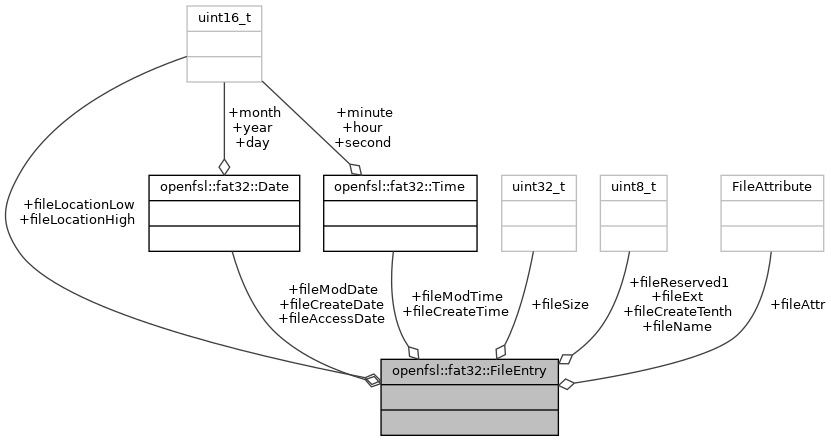 uint16_t
+month
+year
+day
+minute
+hour
+second
+fileLocationLow
+fileLocationHigh
openfsl::fat32::Date
openfsl::fat32::Time
uint32_t
uint8_t
FileAttribute
+fileModDate
+fileCreateDate
+fileAccessDate
+fileModTime
+fileCreateTime
+fileSize
+fileReserved1
+fileExt
+fileCreateTenth
+fileName
+fileAttr
openfsl::fat32::FileEntry